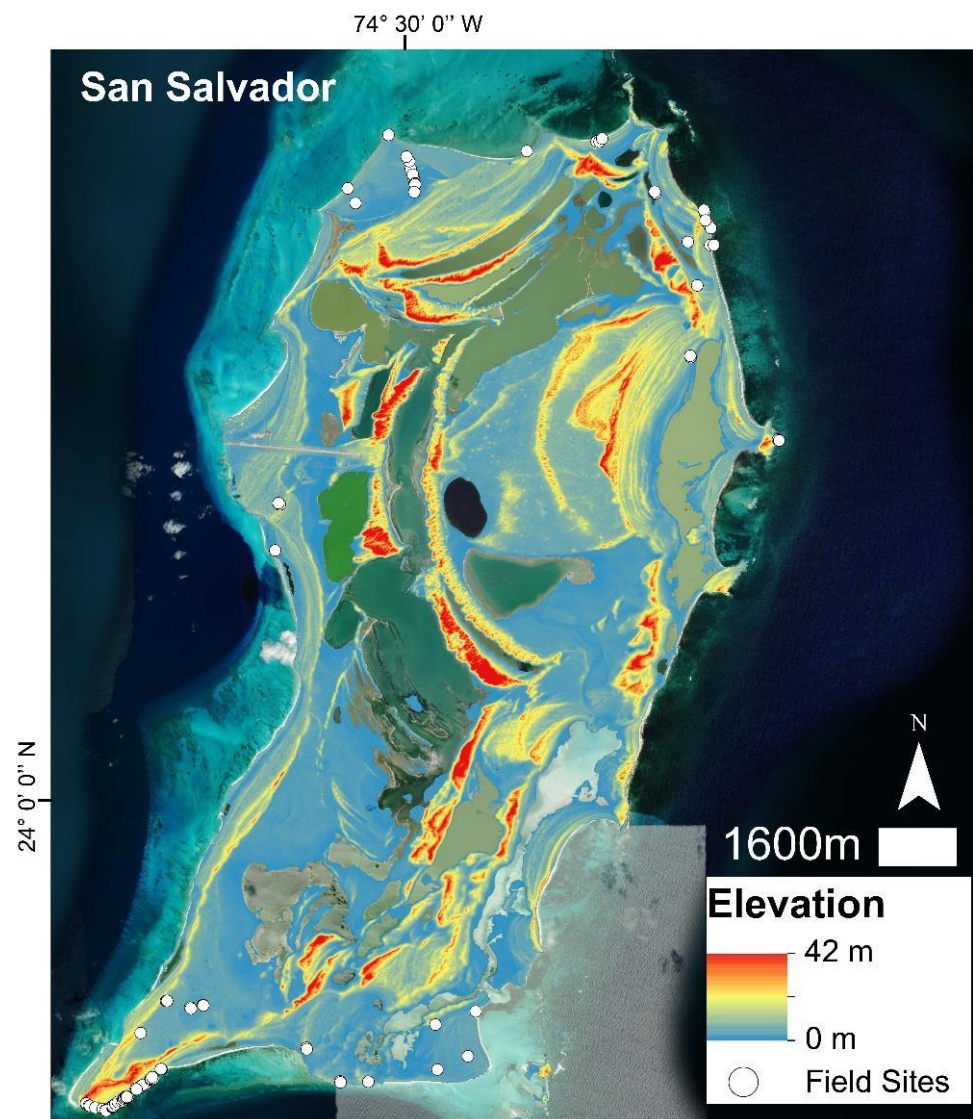 74° 30' 0'' W
San Salvador
24° 0' 0'' N
N
1600m
Elevation
42 m
0 m
Field Sites